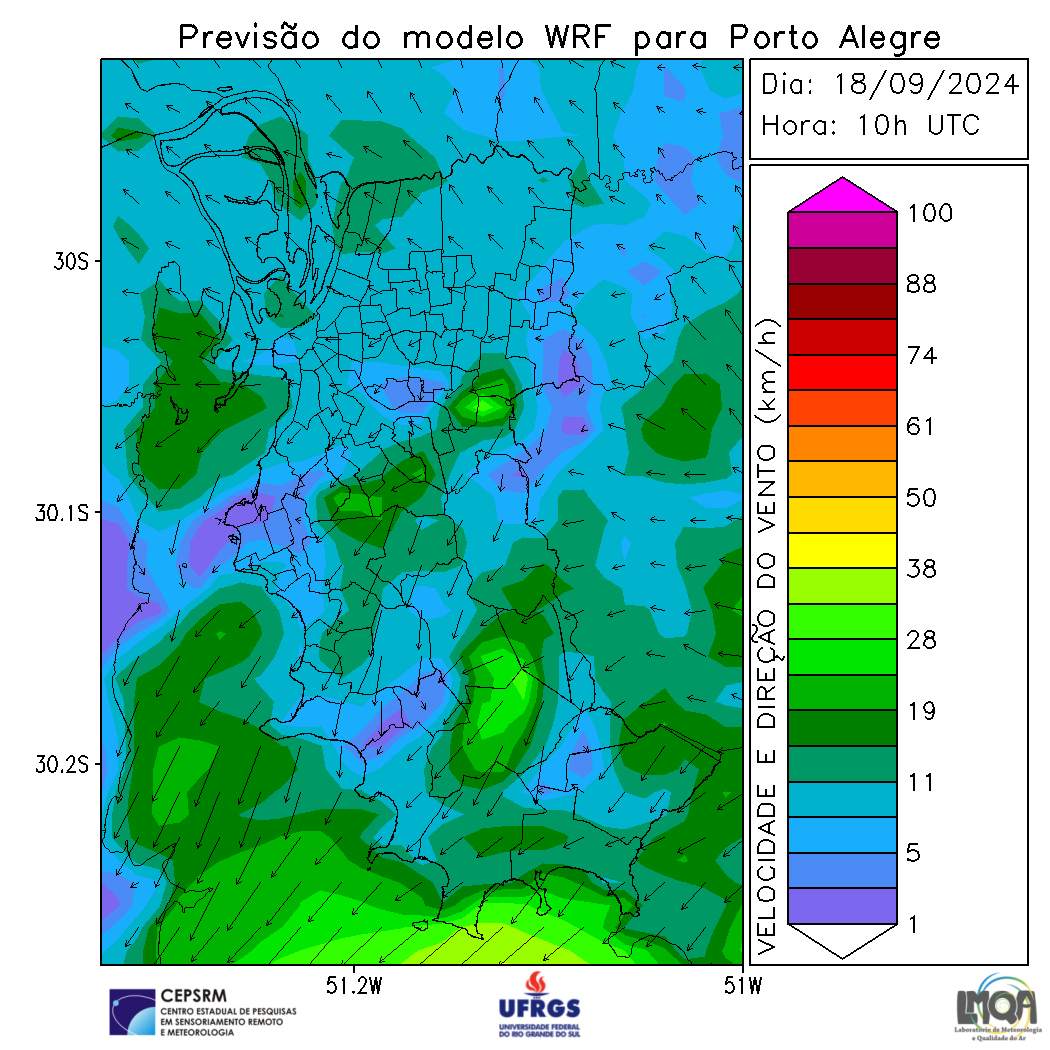 Previsão do modelo WRF para Porto Alegre
Dia: 18/09/2024
Hora: 10h UTC
30S
30.1S
30.2S
51.2W
51W
VELOCIDADE E DIREÇÃO DO VENTO (km/h)
100
88
74
61
50
38
28
19
11
5
1
CEPSRM
CENTRO ESTADUAL DE PESQUISAS
EM SENSORIAMENTO REMOTO
E METEOROLOGIA
UFRGS
UNIVERSIDADE FEDERAL
DO RIO GRANDE DO SUL
LMQA
Laboratório de Meteorologia
e Qualidade do Ar